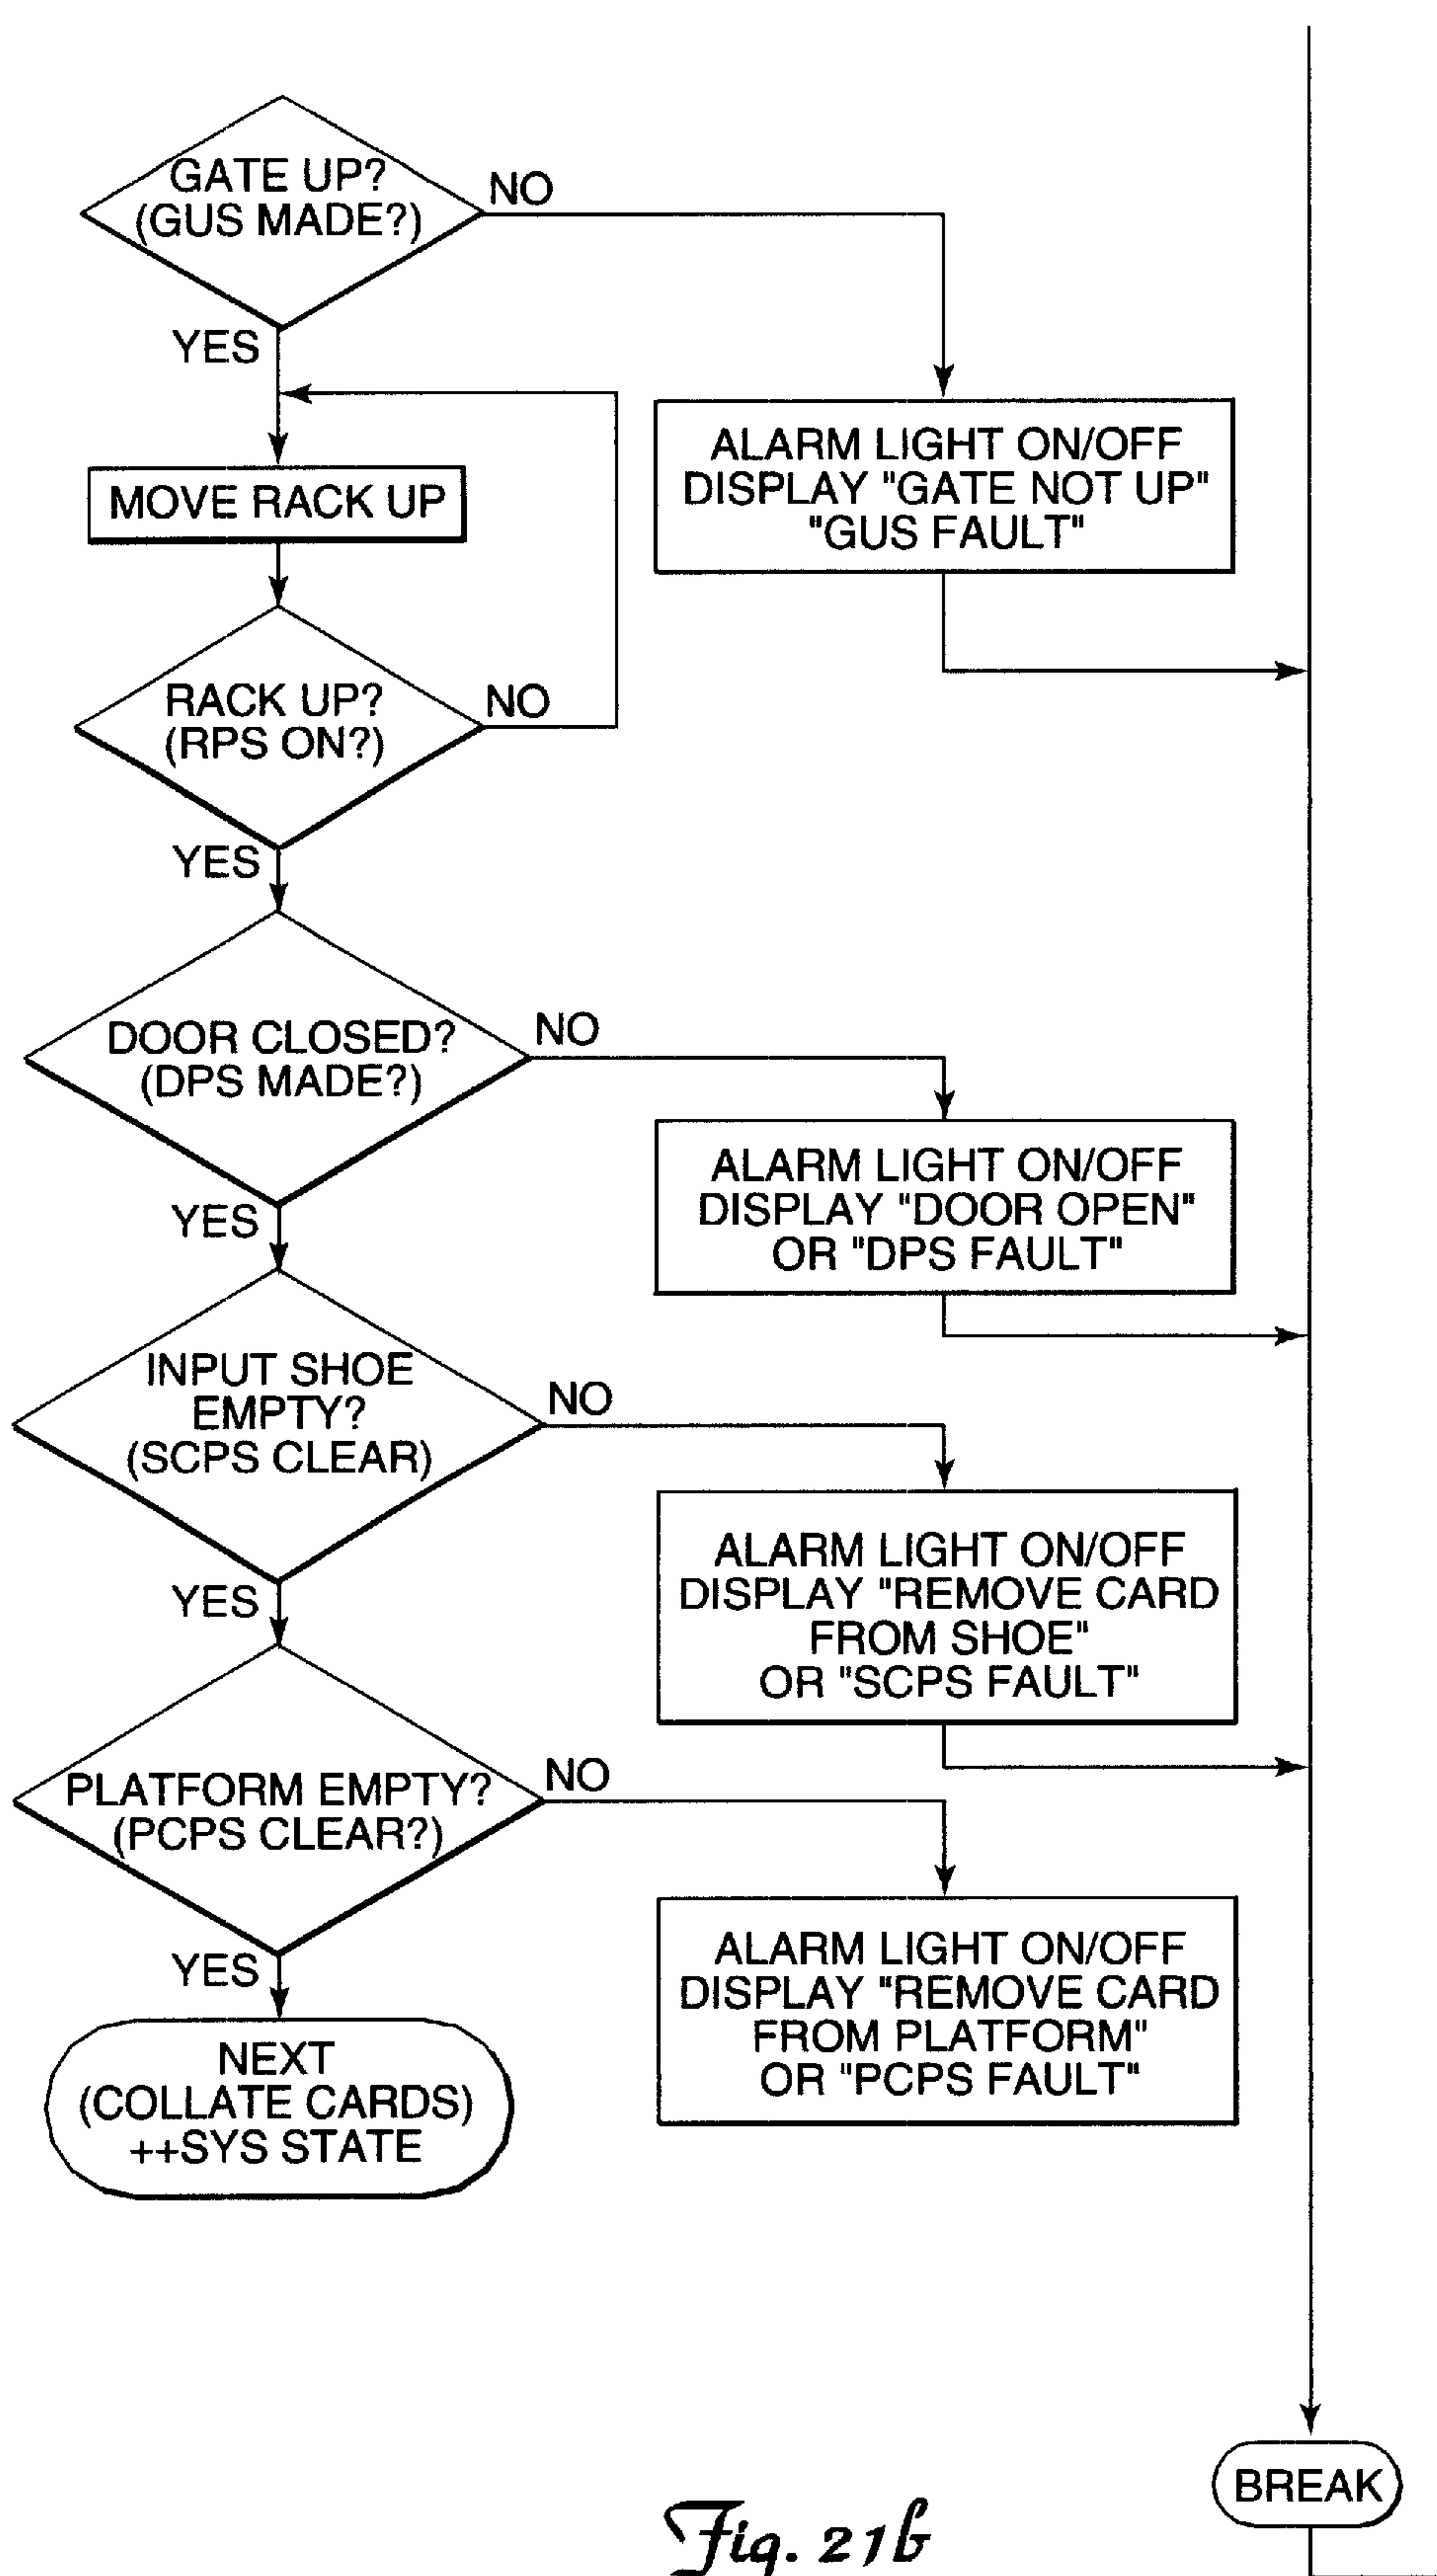 GATE UP?
(GUS MADE?)
NO
YES
ALARM LIGHT ON/OFF
DISPLAY "GATE NOT UP"
"GUS FAULT"
MOVE RACK UP
RACK UP?
(RPS ON?)
NO
YES
DOOR CLOSED?
(DPS MADE?)
NO
YES
ALARM LIGHT ON/OFF
DISPLAY "DOOR OPEN"
OR "DPS FAULT"
INPUT SHOE
EMPTY?
(SCPS CLEAR)
NO
YES
ALARM LIGHT ON/OFF
DISPLAY "REMOVE CARD
FROM SHOE"
OR "SCPS FAULT"
PLATFORM EMPTY?
(PCPS CLEAR?)
NO
YES
ALARM LIGHT ON/OFF
DISPLAY "REMOVE CARD
FROM PLATFORM"
OR "PCPS FAULT"
NEXT
(COLLATE CARDS)
++SYS STATE
BREAK
Fig. 21b